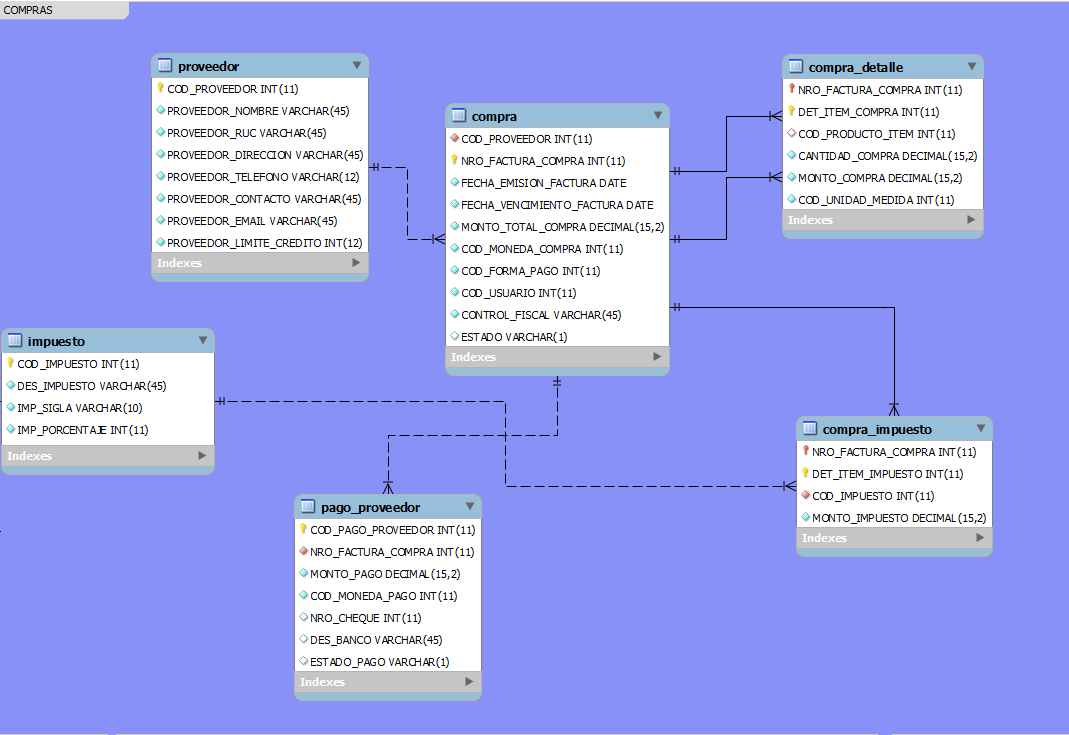 COMPRAS
proveedor
COD_PROVEEDOR INT(11)
PROVEEDOR_NOMBRE VARCHAR(45)
PROVEEDOR_RUC VARCHAR(45)
PROVEEDOR_DIRECCION VARCHAR(45)
PROVEEDOR_TELEFONO VARCHAR(12)
PROVEEDOR_CONTACTO VARCHAR(45)
PROVEEDOR_EMAIL VARCHAR(45)
PROVEEDOR_LIMITE_CREDITO INT(12)
Indexes
compra
COD_PROVEEDOR INT(11)
NRO_FACTURA_COMPRA INT(11)
FECHA_EMISION_FACTURA DATE
FECHA_VENCIMIENTO_FACTURA DATE
MONTO_TOTAL_COMPRA DECIMAL(15,2)
COD_MONEDA_COMPRA INT(11)
COD_FORMA_PAGO INT(11)
COD_USUARIO INT(11)
CONTROL_FISCAL VARCHAR(45)
ESTADO VARCHAR(1)
Indexes
compra_detalle
NRO_FACTURA_COMPRA INT(11)
DET_ITEM_COMPRA INT(11)
COD_PRODUCTO_ITEM INT(11)
CANTIDAD_COMPRA DECIMAL(15,2)
MONTO_COMPRA DECIMAL(15,2)
COD_UNIDAD_MEDIDA INT(11)
Indexes
impuesto
COD_IMPUESTO INT(11)
DES_IMPUESTO VARCHAR(45)
IMP_SIGLA VARCHAR(10)
IMP_PORCENTAJE INT(11)
Indexes
pago_proveedor
COD_PAGO_PROVEEDOR INT(11)
NRO_FACTURA_COMPRA INT(11)
MONTO_PAGO DECIMAL(15,2)
COD_MONEDA_PAGO INT(11)
NRO_CHEQUE INT(11)
DES_BANCO VARCHAR(45)
ESTADO_PAGO VARCHAR(1)
Indexes
compra_impuesto
NRO_FACTURA_COMPRA INT(11)
DET_ITEM_IMPUESTO INT(11)
COD_IMPUESTO INT(11)
MONTO_IMPUESTO DECIMAL(15,2)
Indexes